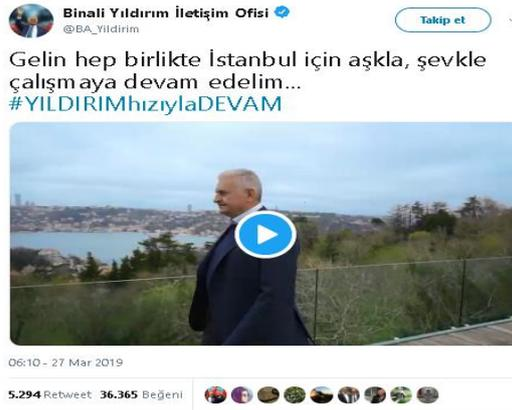 Binali Yıldırım İletişim Ofisi
@BA_Yildirim
Takip et
Gelin hep birlikte İstanbul için aşkla, şevkle
çalışmaya devam edelim...
#YILDIRIMhızıylaDEVAM
06:10 - 27 Mar 2019
5.294 Retweet 36.365 Beğeni